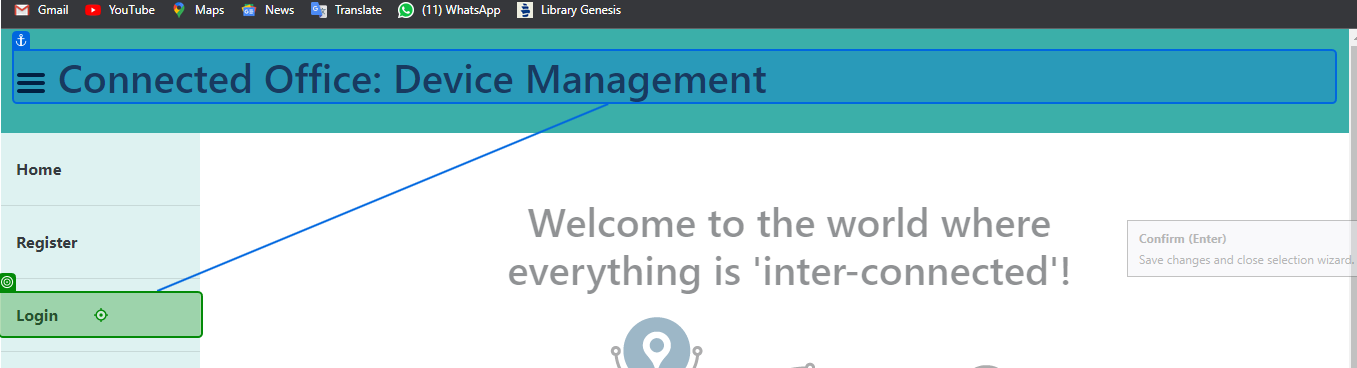 Gmail YouTube Maps News Translate (11) WhatsApp Library Genesis
Connected Office: Device Management
Home
Register
Login
Welcome to the world where
everything is 'inter-connected'!
Confirm (Enter)
Save changes and close selection wizard.